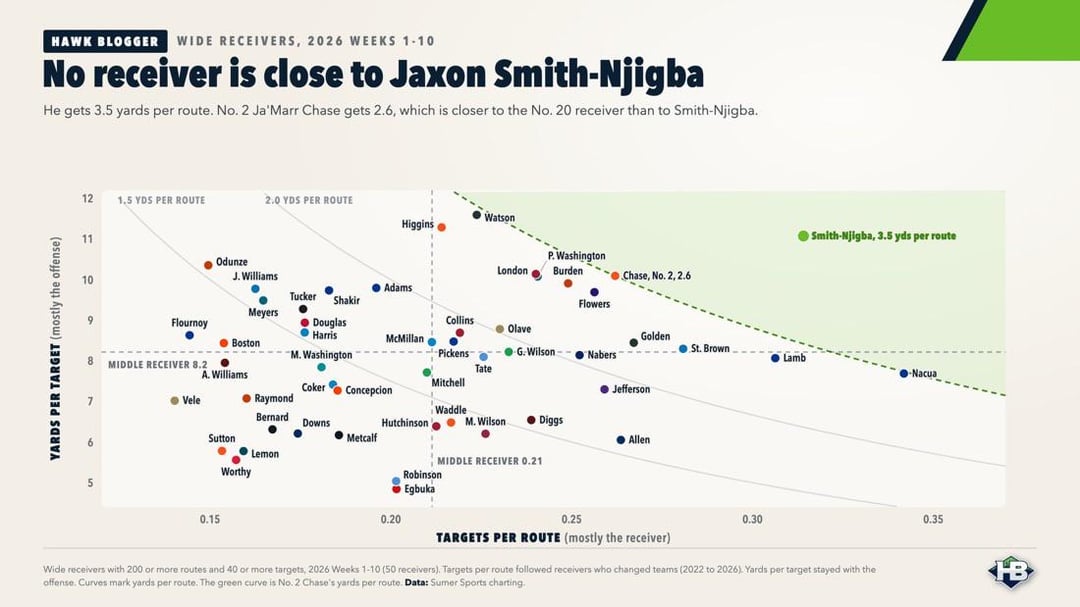 HAWK BLOGGER WIDE RECEIVERS, 2026 WEEKS 1-10
No receiver is close to Jaxon Smith-Njigba
He gets 3.5 yards per route. No. 2 Ja'Marr Chase gets 2.6, which is closer to the No. 20 receiver than to Smith-Njigba.
YARDS PER TARGET (mostly the offense)
12
11
10
9
8
7
6
5
1.5 YDS PER ROUTE
2.0 YDS PER ROUTE
Higgins
Watson
Smith-Njigba, 3.5 yds per route
Odunze
P. Washington
London
Burden
Chase, No. 2, 2.6
J. Williams
Meyers
Tucker
Shakir
Adams
Flowers
Flournoy
Douglas
Harris
Collins
Olave
Boston
McMillan
Pickens
Golden
G. Wilson
Nabers
St. Brown
Lamb
MIDDLE RECEIVER 8.2
A. Williams
M. Washington
Tate
Nacua
Coker
Concepcion
Mitchell
Jefferson
Vele
Raymond
Bernard
Downs
Metcalf
Hutchinson
Waddle
M. Wilson
Diggs
Allen
Sutton
Lemon
Worthy
MIDDLE RECEIVER 0.21
Robinson
Egbuka
0.15
0.20
0.25
0.30
0.35
TARGETS PER ROUTE (mostly the receiver)
Wide receivers with 200 or more routes and 40 or more targets, 2026 Weeks 1-10 (50 receivers). Targets per route followed receivers who changed teams (2022 to 2026). Yards per target stayed with the
offense. Curves mark yards per route. The green curve is No. 2 Chase's yards per route. Data: Sumer Sports charting.
HB